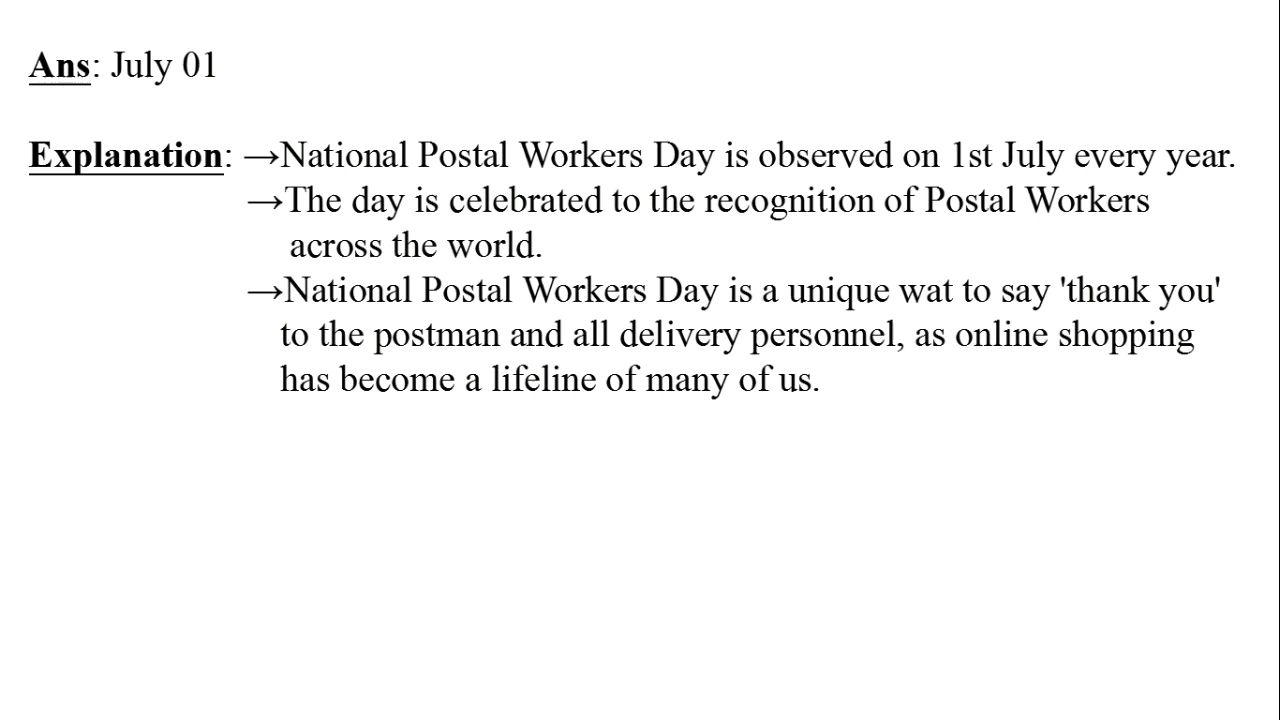 Ans: July 01
Explanation: →National Postal Workers Day is observed on 1st July every year.
→The day is celebrated to the recognition of Postal Workers
across the world.
→National Postal Workers Day is a unique wat to say 'thank you'
to the postman and all delivery personnel, as online shopping
has become a lifeline of many of us.